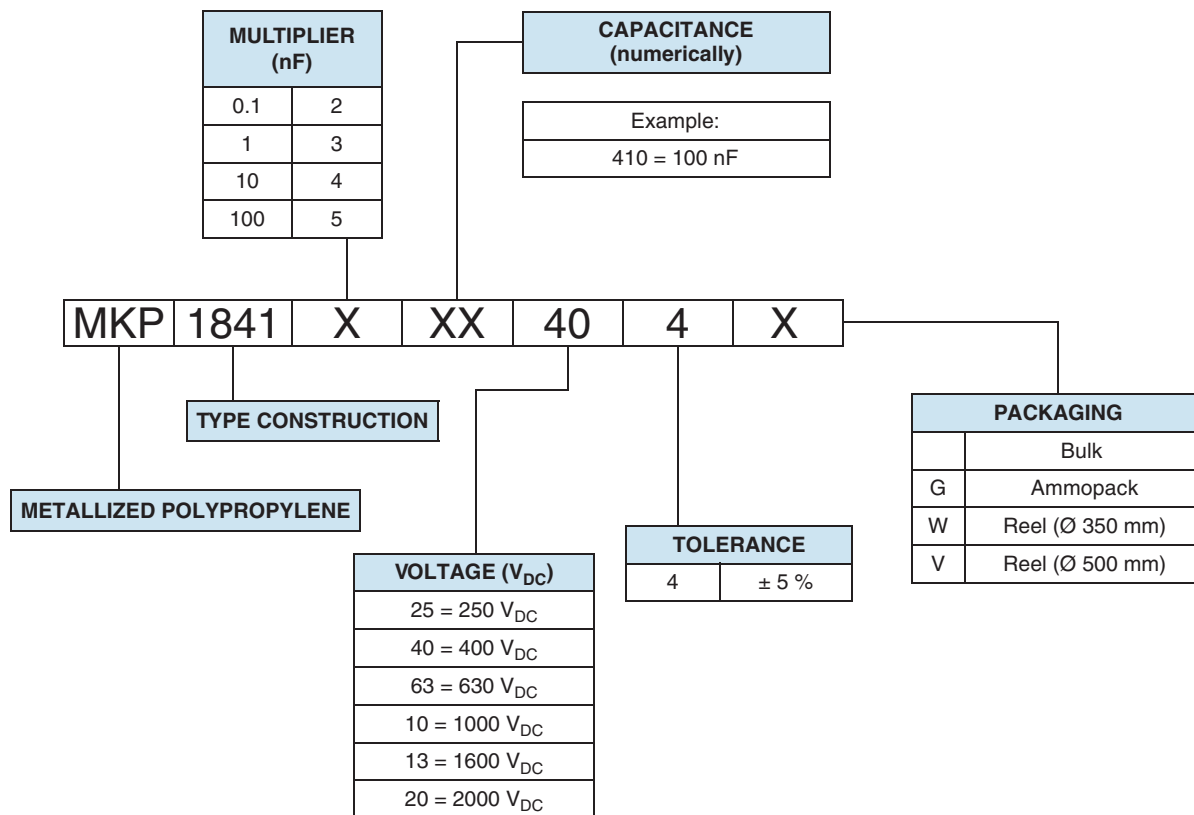 MULTIPLIER
(nF)
0.1 2
1 3
10 4
100 5
CAPACITANCE
(numerically)
Example:
410 = 100 nF
MKP 1841 X XX 40 4 X
TYPE CONSTRUCTION
METALLIZED POLYPROPYLENE
VOLTAGE (VDC)
25 = 250 VDC
40 = 400 VDC
63 = 630 VDC
10 = 1000 VDC
13 = 1600 VDC
20 = 2000 VDC
TOLERANCE
4 ± 5 %
PACKAGING
Bulk
G Ammopack
W Reel (Ø 350 mm)
V Reel (Ø 500 mm)